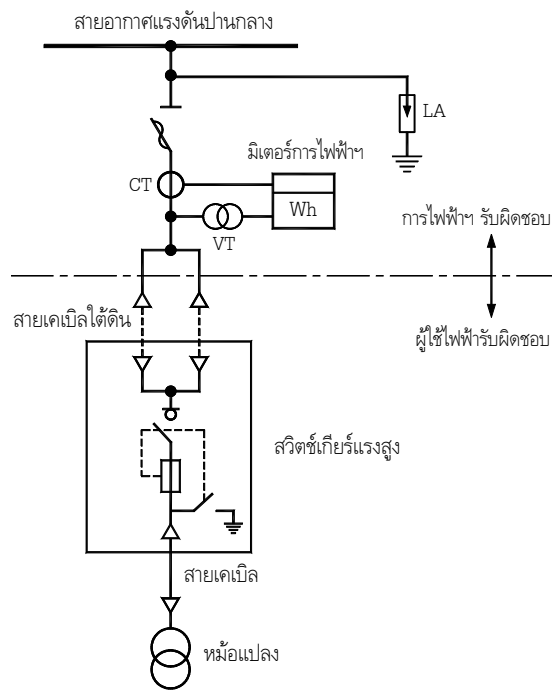 สายอากาศแรงดันปานกลาง
LA
มิเตอร์การไฟฟ้าฯ
CT
Wh
VT
การไฟฟ้าฯ รับผิดชอบ
สายเคเบิลใต้ดิน
ผู้ใช้ไฟฟ้ารับผิดชอบ
สวิตช์เกียร์แรงสูง
สายเคเบิล
หม้อแปลง